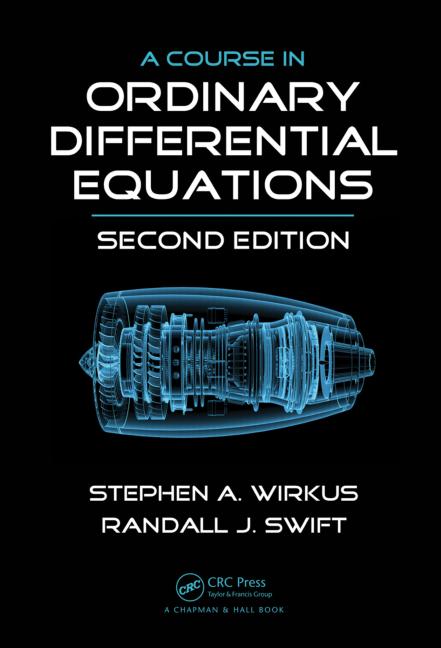 A COURSE IN
ORDINARY
DIFFERENTIAL
EQUATIONS
SECOND EDITION
STEPHEN A. WIRKUS
RANDALL J. SWIFT
CRC
CRC Press
Taylor & Francis Group
A CHAPMAN & HALL BOOK